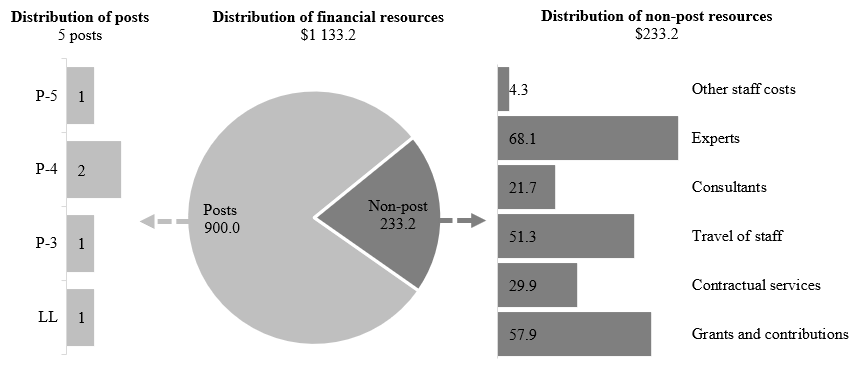 Distribution of posts
5 posts
P-5
1
P-4
2
P-3
1
LL
1
Distribution of financial resources
$1 133.2
Posts
900.0
Non-post
233.2
Distribution of non-post resources
$233.2
4.3 Other staff costs
68.1 Experts
21.7 Consultants
51.3 Travel of staff
29.9 Contractual services
57.9 Grants and contributions